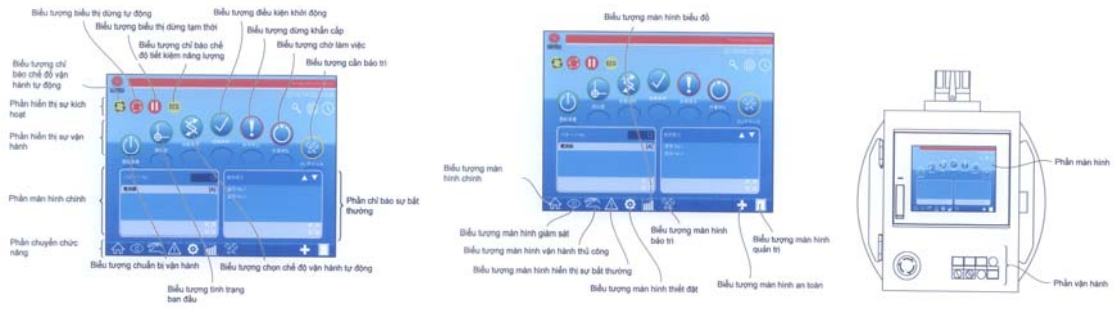 Biểu tượng biểu thị dừng tự động
Biểu tượng biểu thị dừng tạm thời
Biểu tượng chỉ báo chế
độ tiết kiệm năng lượng
Biểu tượng điều kiện khởi động
Biểu tượng dừng khẩn cấp
Biểu tượng chờ làm việc
Biểu tượng cần bảo trì
Biểu tượng chỉ
báo chế đồ vận
hành tự động
Phần hiển thị sự kích
hoạt
Phần hiển thị sự vận
hành
Phần màn hình chính
Phần chuyển chức
năng
Phần chỉ báo sự bất
thường
Biểu tượng chuẩn bị vận hành
Biểu tượng chọn chế độ vận hành tự động
Biểu tượng tình trạng
ban đầu
Biểu tượng màn hình biểu đồ
Biểu tượng màn
hình chính
Biểu tượng màn hình giám sát
Biểu tượng màn hình vận hành thủ công
Biểu tượng màn hình hiển thị sự bất thường
Biểu tượng màn hình thiết đặt
Biểu tượng màn hình
bảo trì
Biểu tượng màn hình
quản trị
Biểu tượng màn hình an toàn
Phần màn hình
Phần vận hành
ECO
ECO